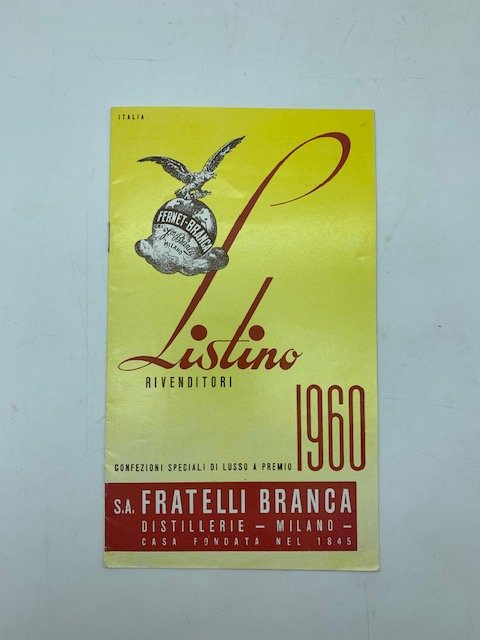 ITALIA
FERNET-BRANCA
MILANO
Listino
RIVENDITORI
1960
CONFEZIONI SPECIALI DI LUSSO A PREMIO
S.A. FRATELLI BRANCA
DISTILLERIE - MILANO -
CASA FONDATA NEL 1845